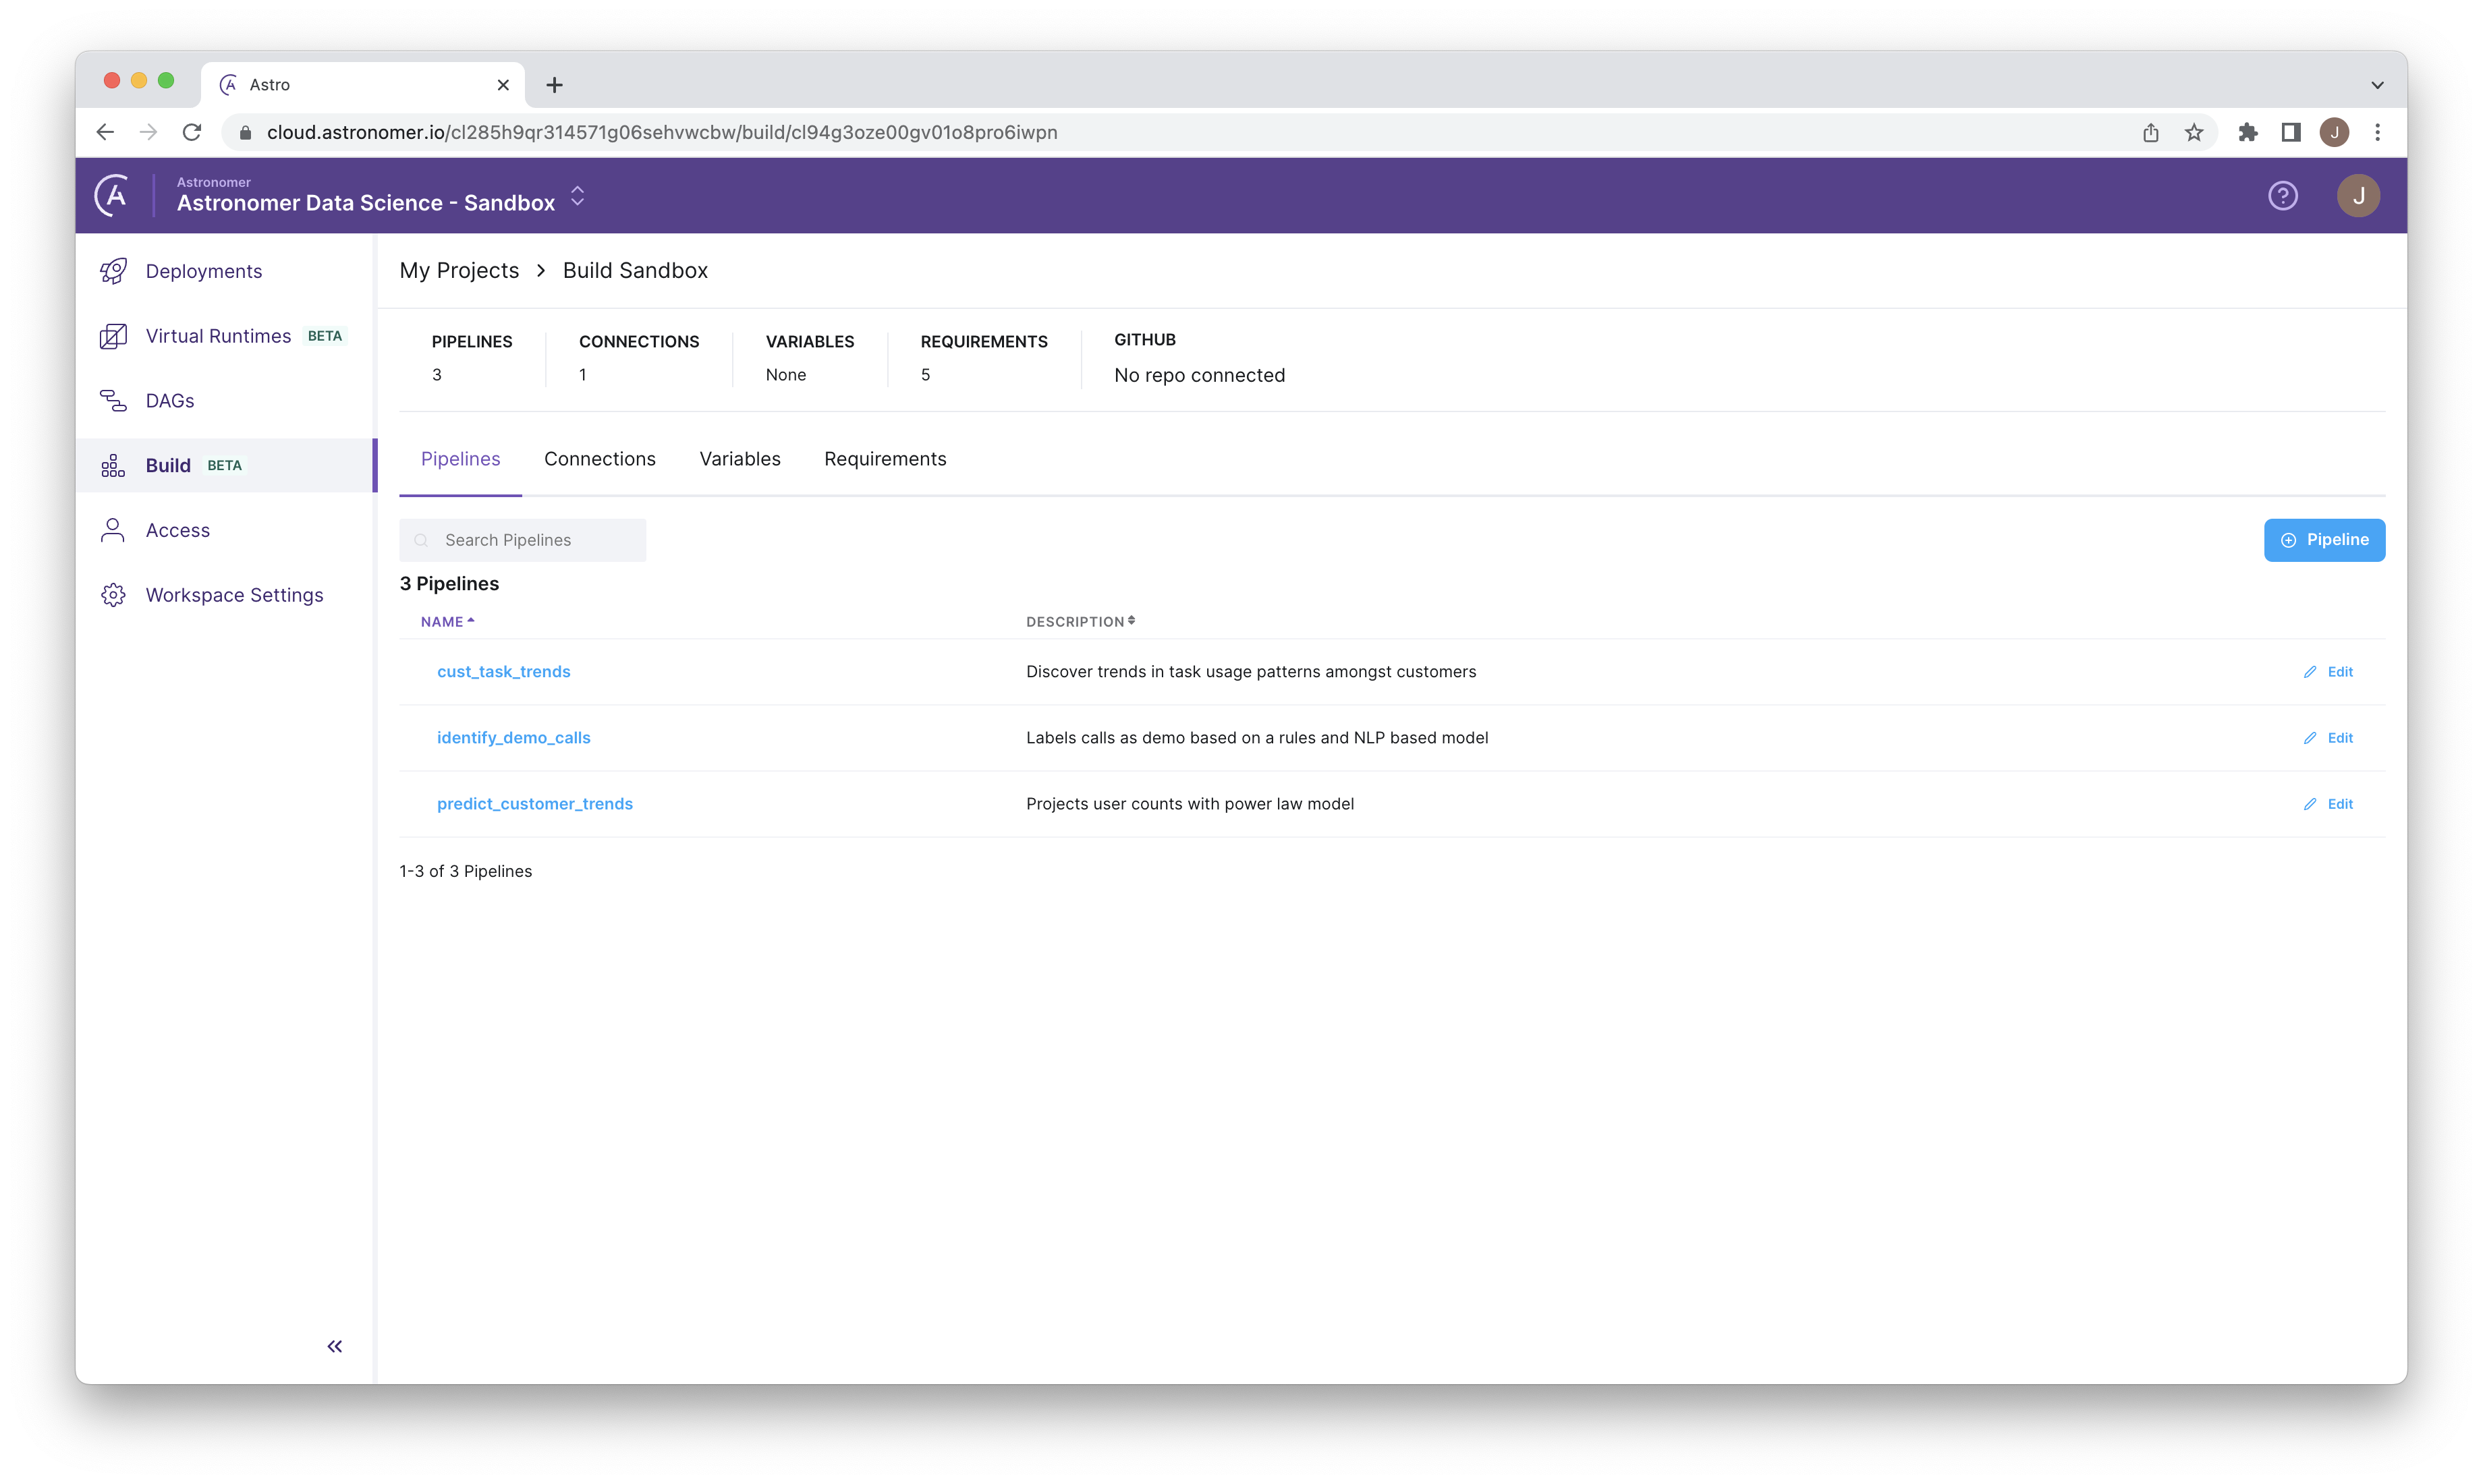 Astro
cloud.astronomer.io/cl285h9qr314571g06sehvwcbw/build/cl94g3oze00gv01o8pro6iwpn
J
Astronomer
Astronomer Data Science - Sandbox
?
J
Deployments
Virtual Runtimes BETA
DAGs
Build BETA
Access
Workspace Settings
My Projects > Build Sandbox
PIPELINES CONNECTIONS VARIABLES REQUIREMENTS GITHUB
3 1 None 5 No repo connected
Pipelines Connections Variables Requirements
Search Pipelines
Pipeline
3 Pipelines
NAME DESCRIPTION
cust_task_trends Discover trends in task usage patterns amongst customers Edit
identify_demo_calls Labels calls as demo based on a rules and NLP based model Edit
predict_customer_trends Projects user counts with power law model Edit
1-3 of 3 Pipelines